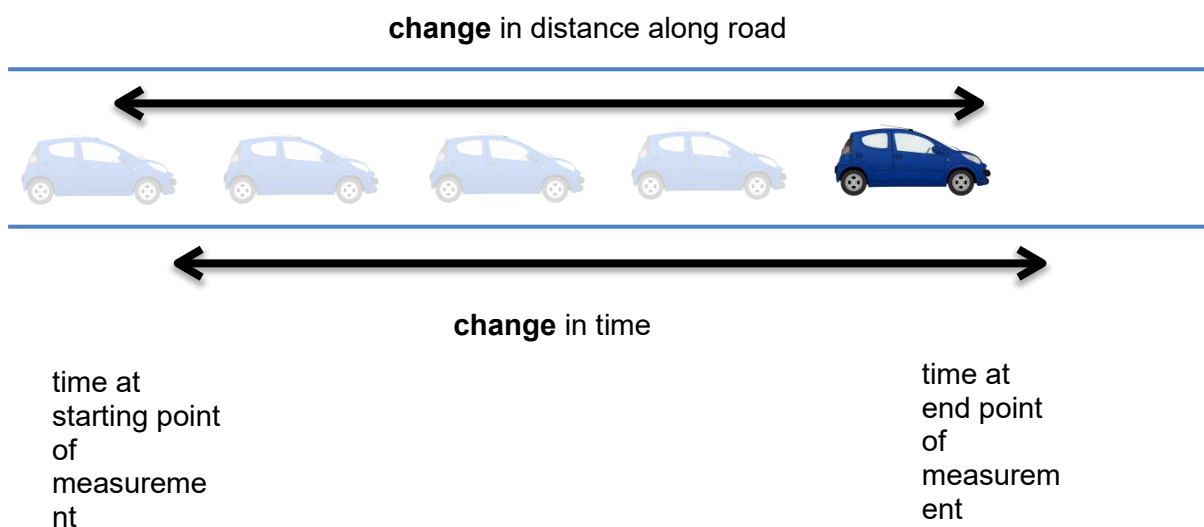 change in distance along road
change in time
time at
starting point
of
measureme
nt
time at
end point
of
measurem
ent